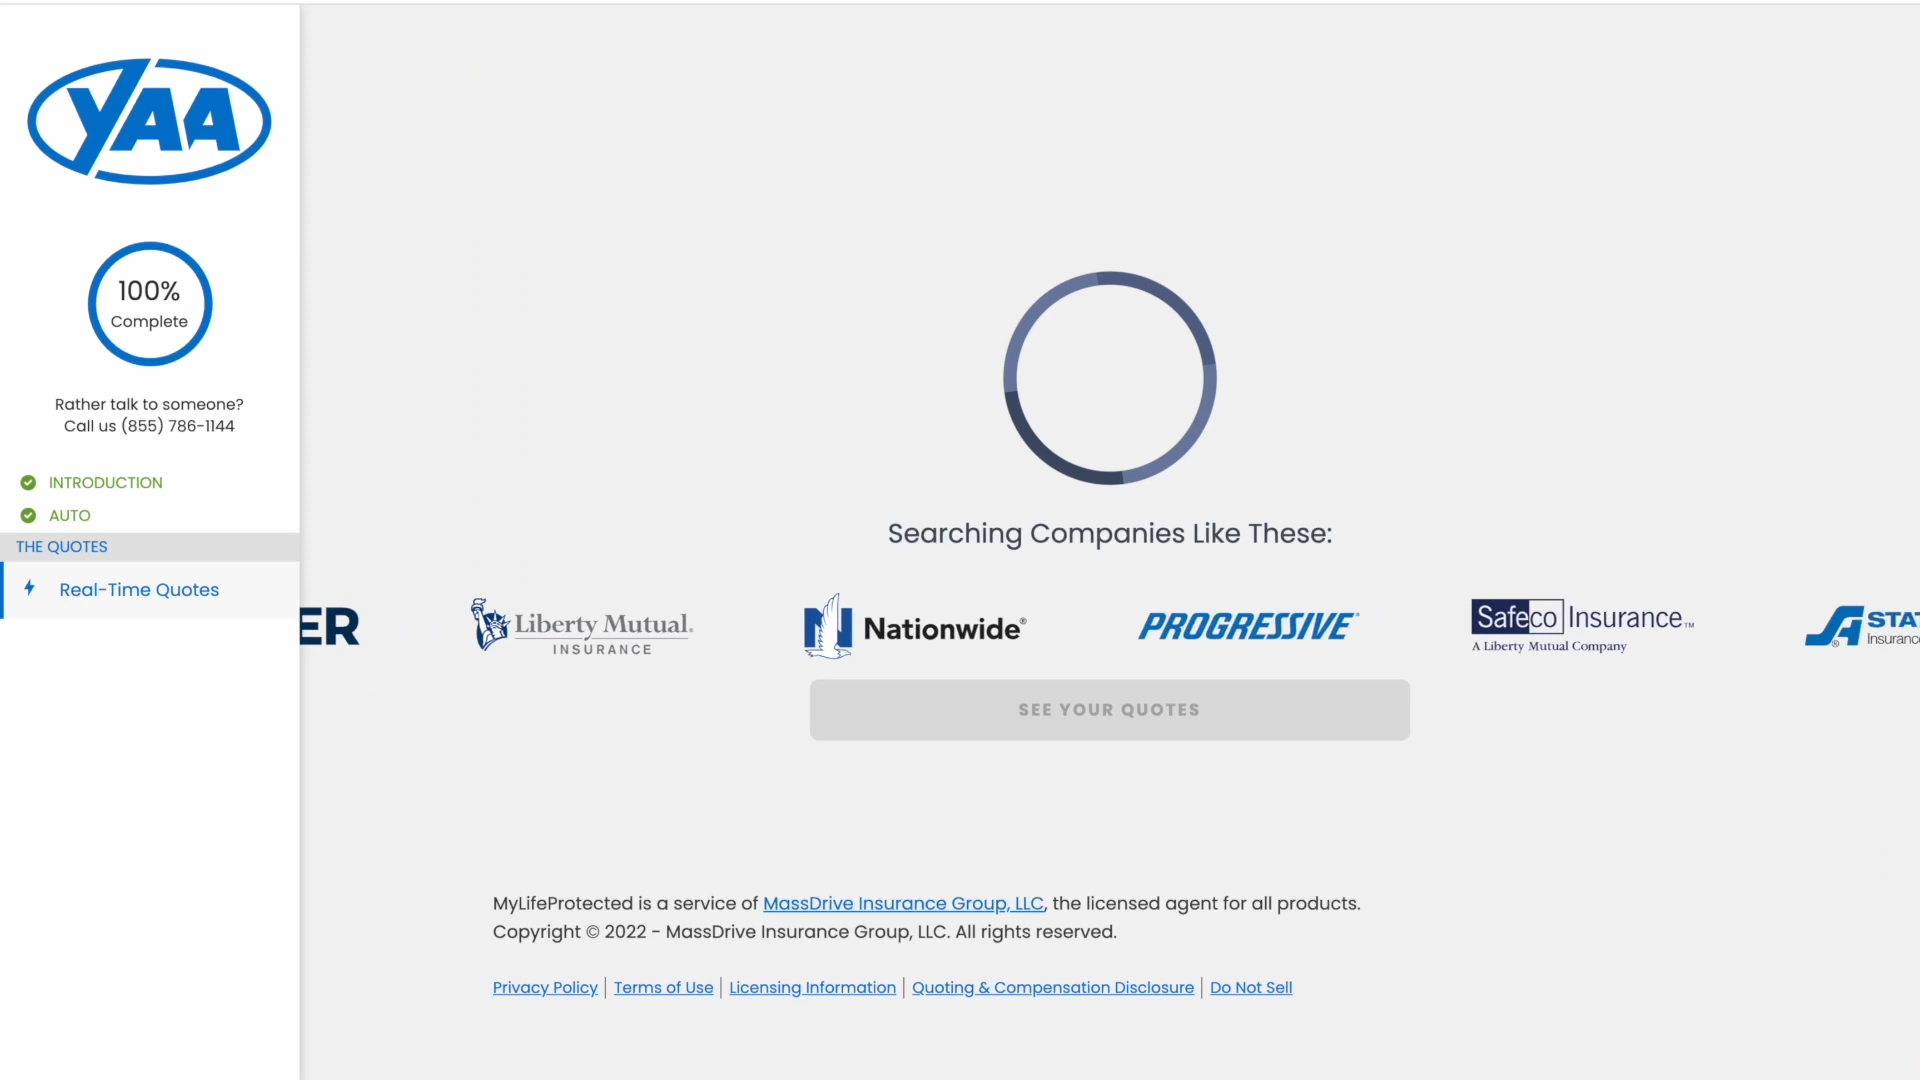 YAA
100%
Complete
Rather talk to someone?
Call us (855) 786-1144
INTRODUCTION
AUTO
THE QUOTES
Real-Time Quotes
Searching Companies Like These:
ER
Liberty Mutual®
INSURANCE
Nationwide®
PROGRESSIVE®
Safeco Insurance™
A Liberty Mutual Company
SA STAT
® Insurance
SEE YOUR QUOTES
MyLifeProtected is a service of MassDrive Insurance Group, LLC, the licensed agent for all products.
Copyright © 2022 - MassDrive Insurance Group, LLC. All rights reserved.
Privacy Policy | Terms of Use | Licensing Information | Quoting & Compensation Disclosure | Do Not Sell